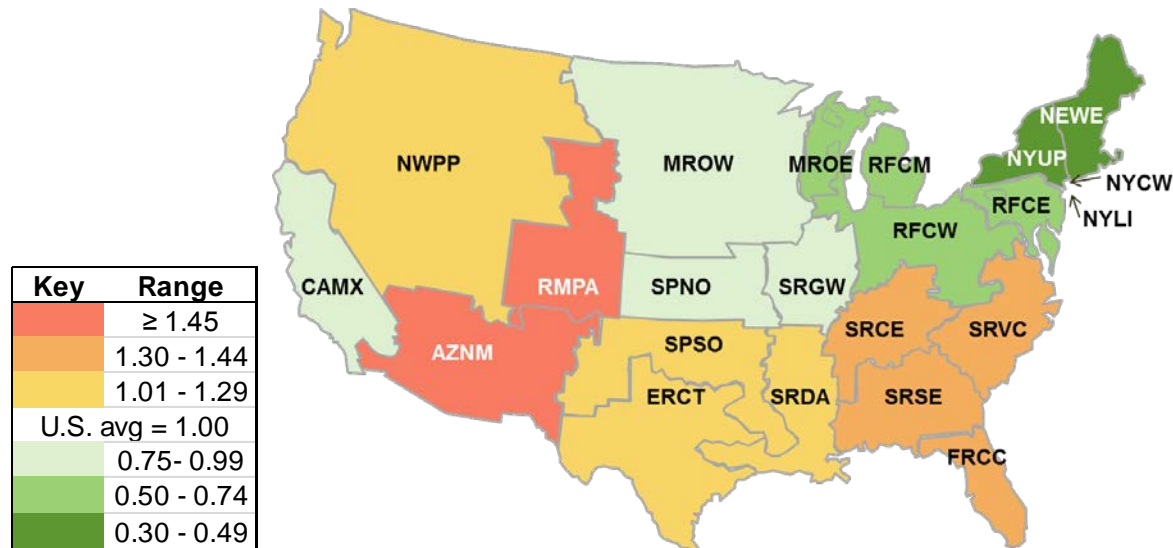 NEWE
NWPP
MROW
MROE
RFCM
NYUP
NYCW
RFCE
NYLI
RFCW
CAMX
RMPA
SPNO
SRGW
SRCE
SRVC
AZNM
SPSO
ERCT
SRDA
SRSE
FRCC
Key Range
≥ 1.45
1.30 - 1.44
1.01 - 1.29
U.S. avg = 1.00
0.75- 0.99
0.50 - 0.74
0.30 - 0.49